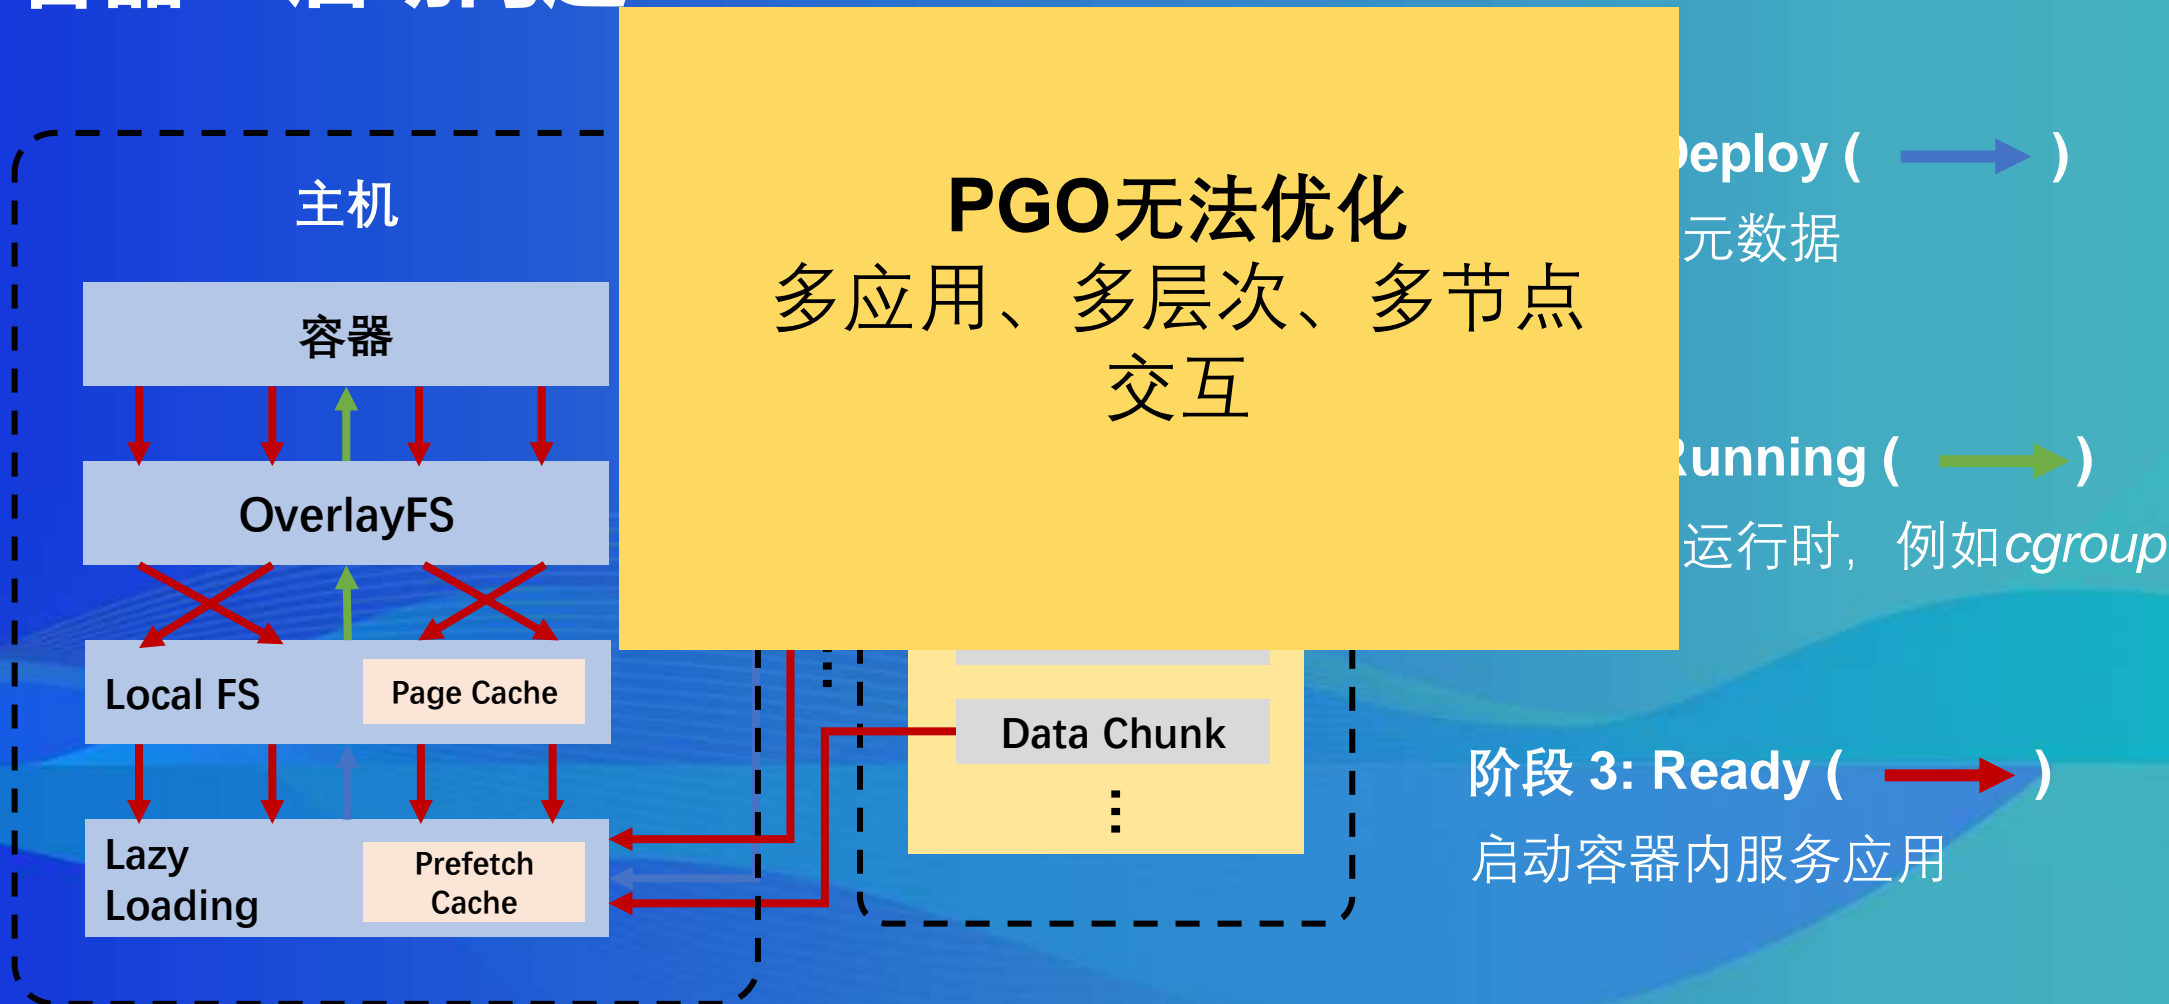 主机
容器
OverlayFS
Local FS
Page Cache
Lazy
Loading
Prefetch
Cache
PGO无法优化
多应用、多层次、多节点
交互
Data Chunk
⋮
eploy ( )
元数据
unning ( )
运行时，例如cgroup
阶段 3: Ready ( )
启动容器内服务应用